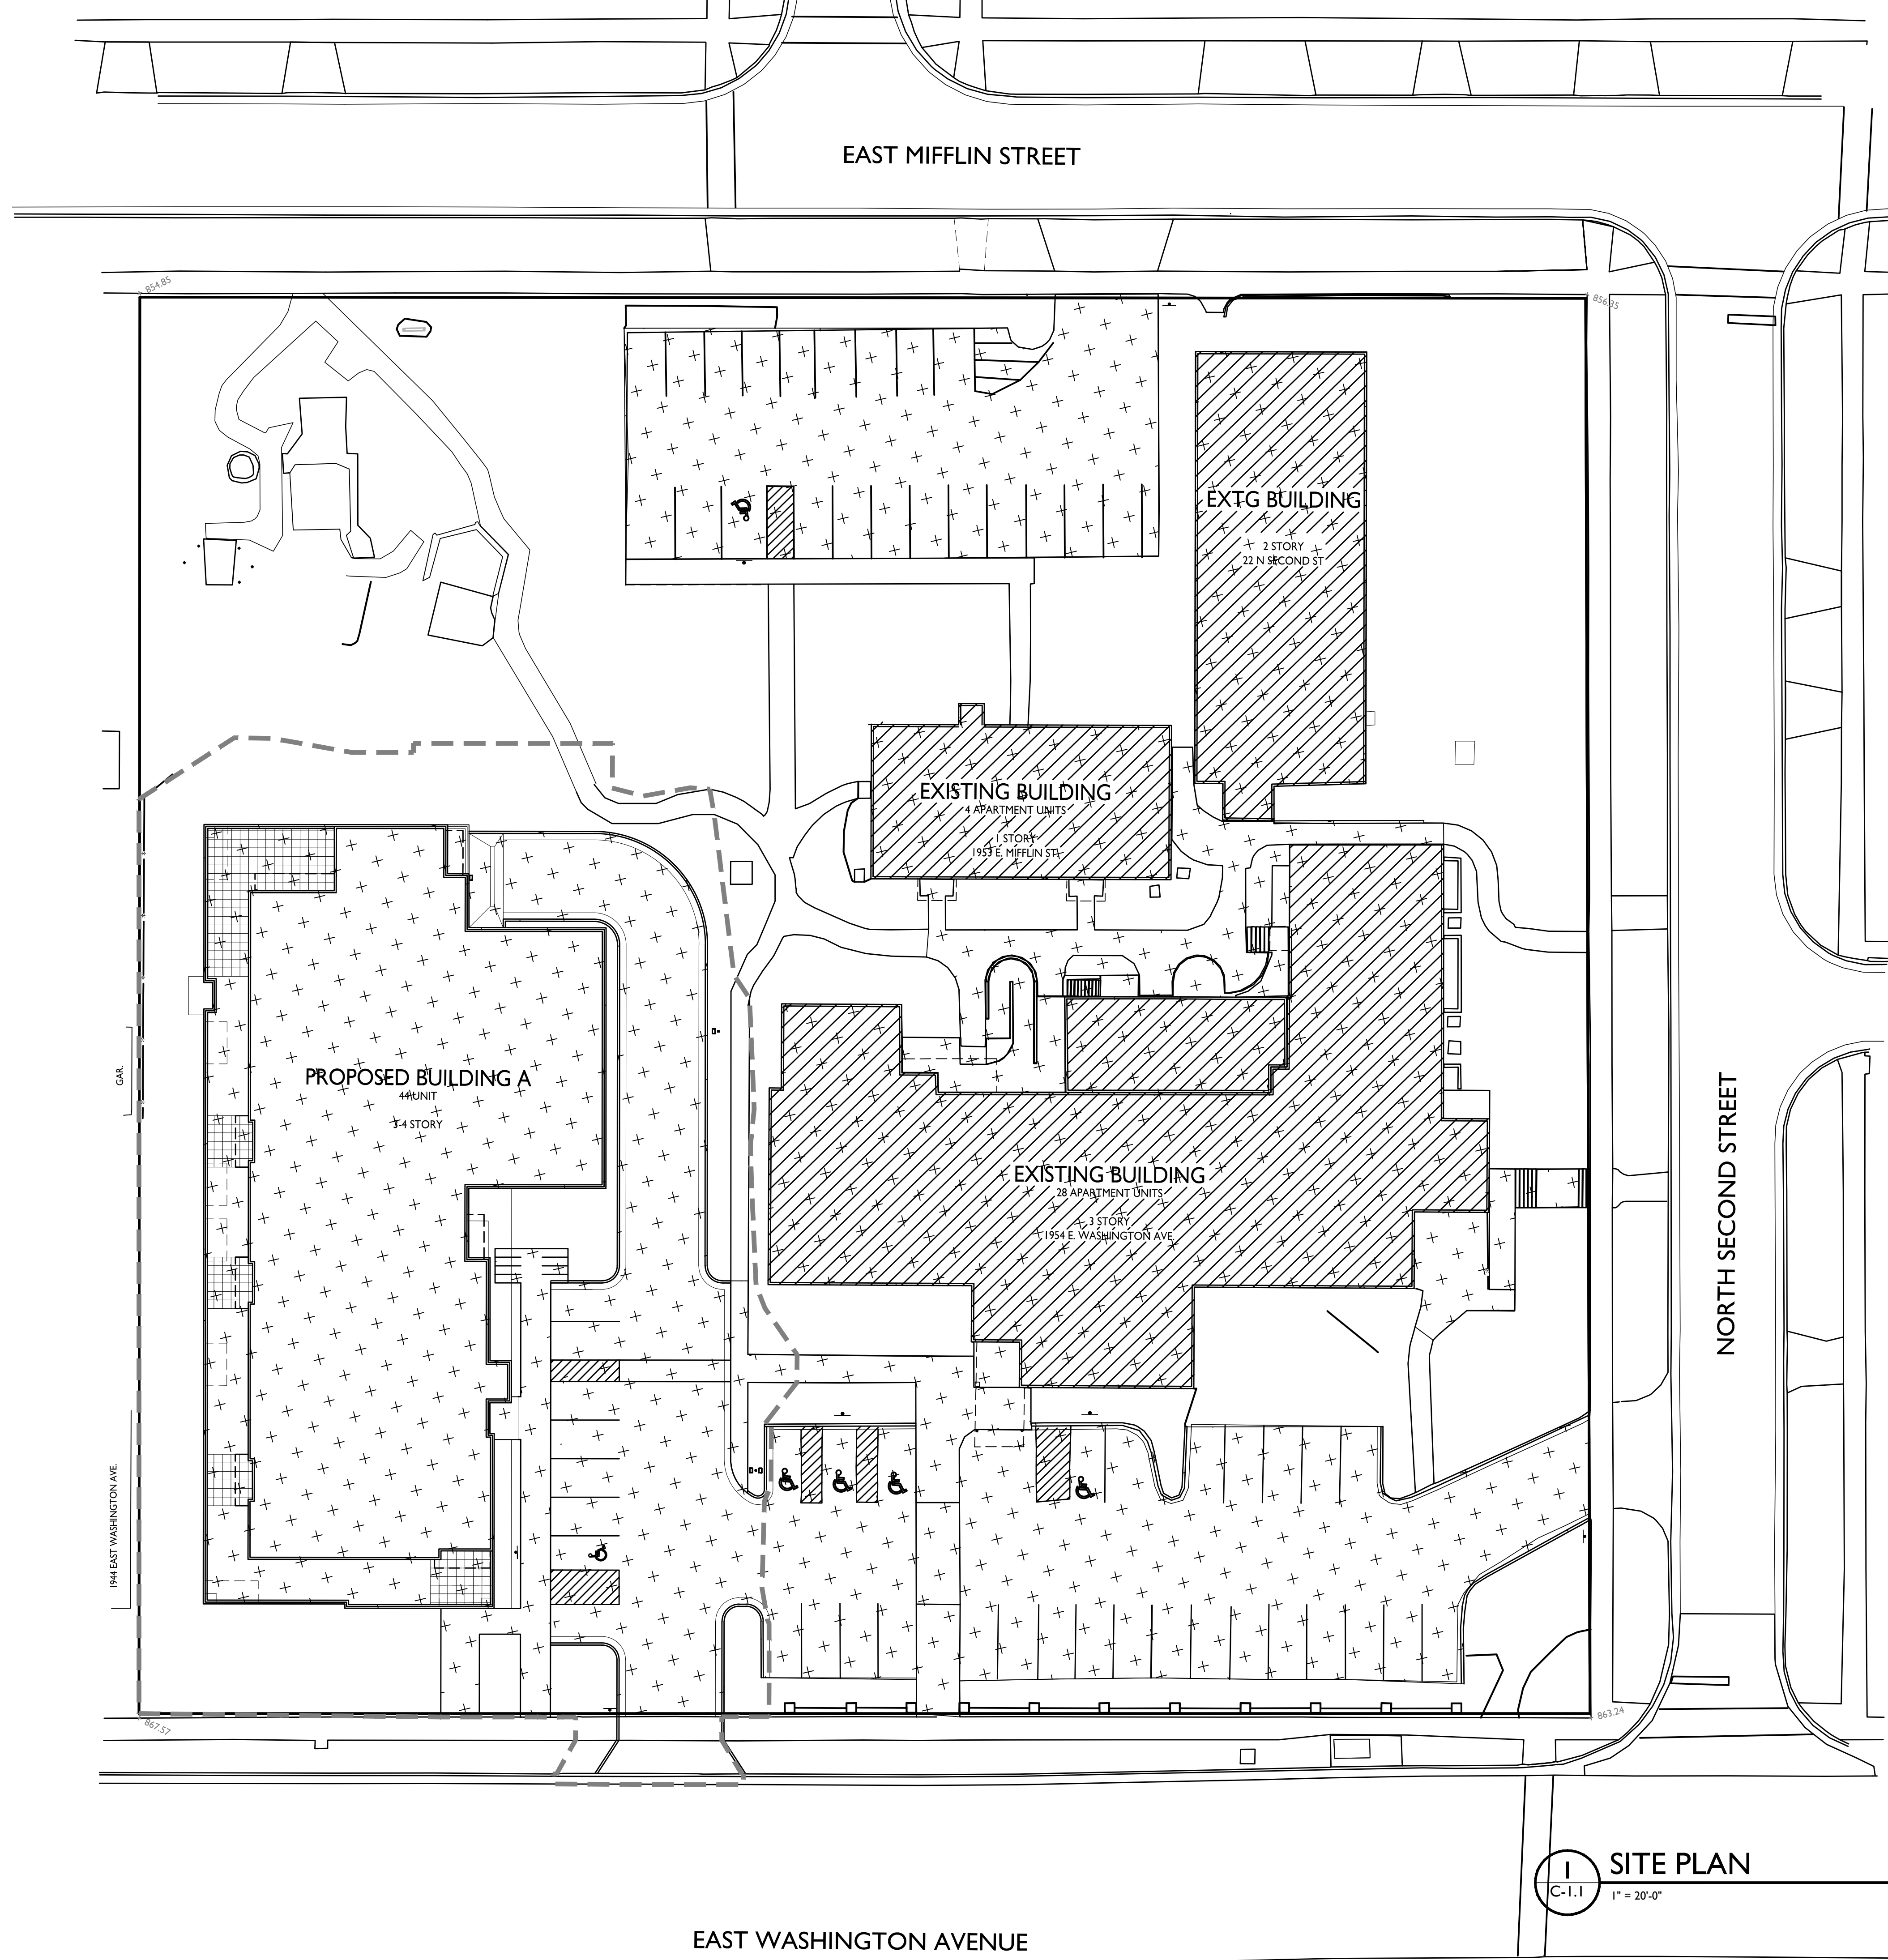 EAST MIFFLIN STREET
854.85
856.35
EXTG BUILDING
2 STORY
22 N SECOND ST
EXISTING BUILDING
4 APARTMENT UNITS
1 STORY
1953 E. MIFFLIN ST.
GAR.
PROPOSED BUILDING A
44 UNIT
3-4 STORY
EXISTING BUILDING
28 APARTMENT UNITS
3 STORY
1954 E. WASHINGTON AVE.
NORTH SECOND STREET
1944 EAST WASHINGTON AVE.
867.57
863.24
1
C-1.1
SITE PLAN
1" = 20'-0"
EAST WASHINGTON AVENUE